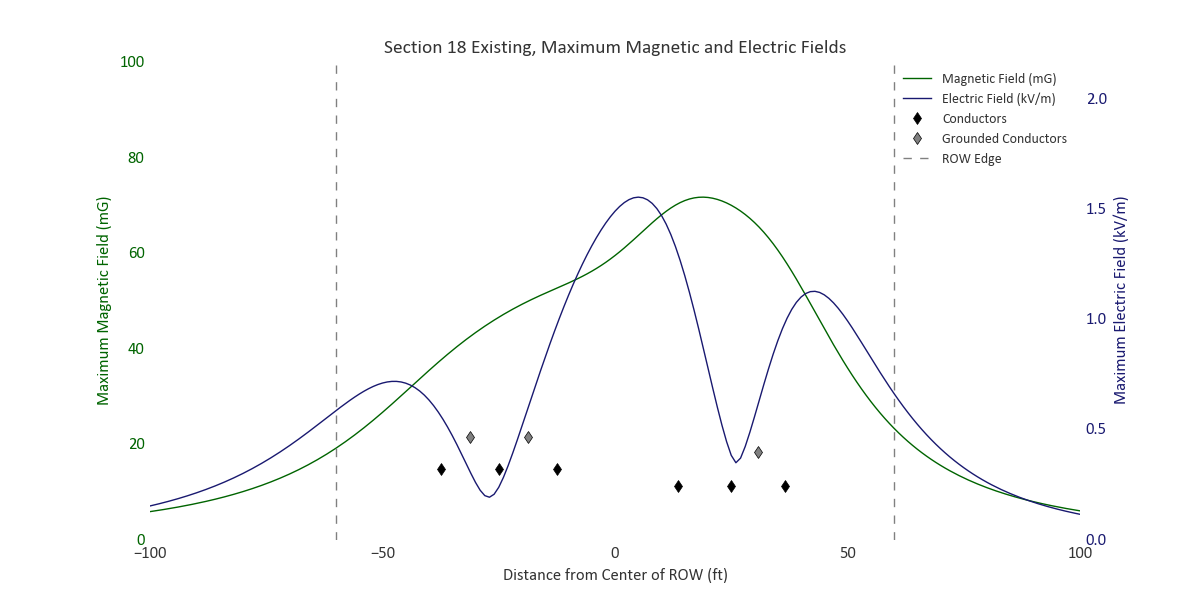 Section 18 Existing, Maximum Magnetic and Electric Fields
100
80
60
40
20
0
Maximum Magnetic Field (mG)
Magnetic Field (mG)
Electric Field (kV/m)
Conductors
Grounded Conductors
ROW Edge
2.0
1.5
1.0
0.5
0.0
Maximum Electric Field (kV/m)
−100
−50
0
50
100
Distance from Center of ROW (ft)